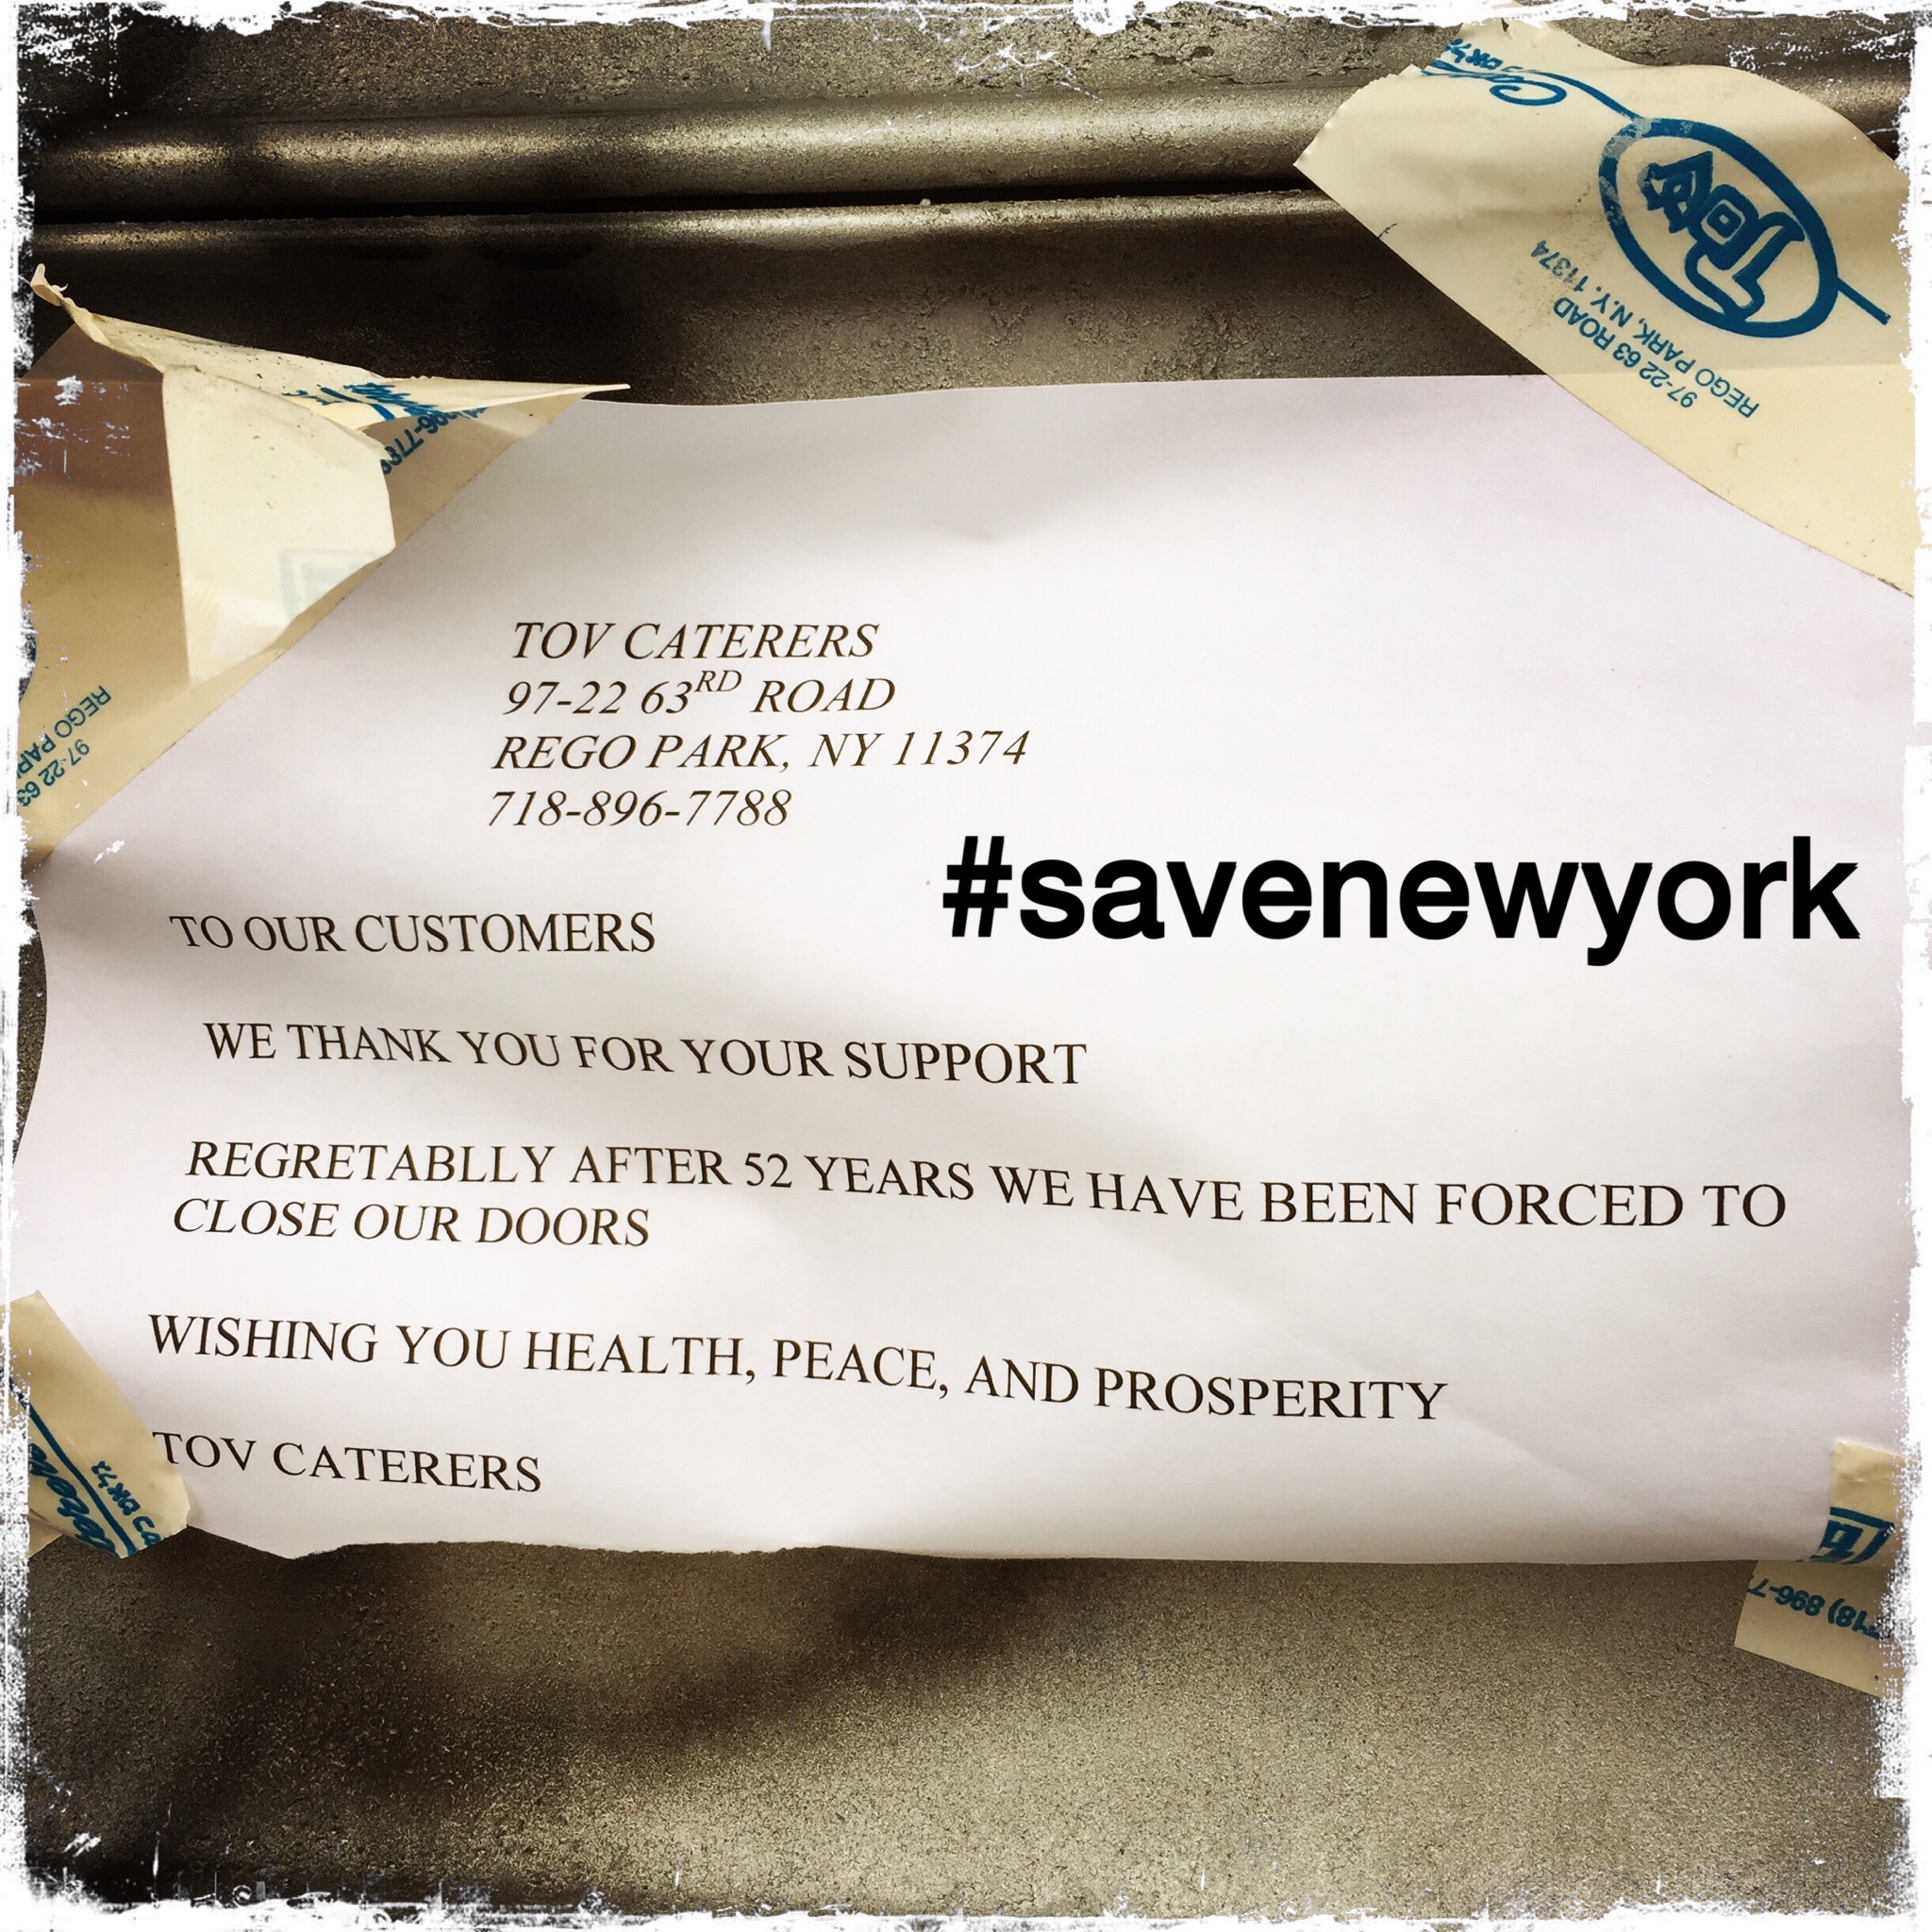 TOV
97-22 63 ROAD
REGO PARK, N.Y. 11374
TOV CATERERS
97-22 63RD ROAD
REGO PARK, NY 11374
718-896-7788
#savenewyork
TO OUR CUSTOMERS
WE THANK YOU FOR YOUR SUPPORT
REGRETABLLY AFTER 52 YEARS WE HAVE BEEN FORCED TO
CLOSE OUR DOORS
WISHING YOU HEALTH, PEACE, AND PROSPERITY
TOV CATERERS